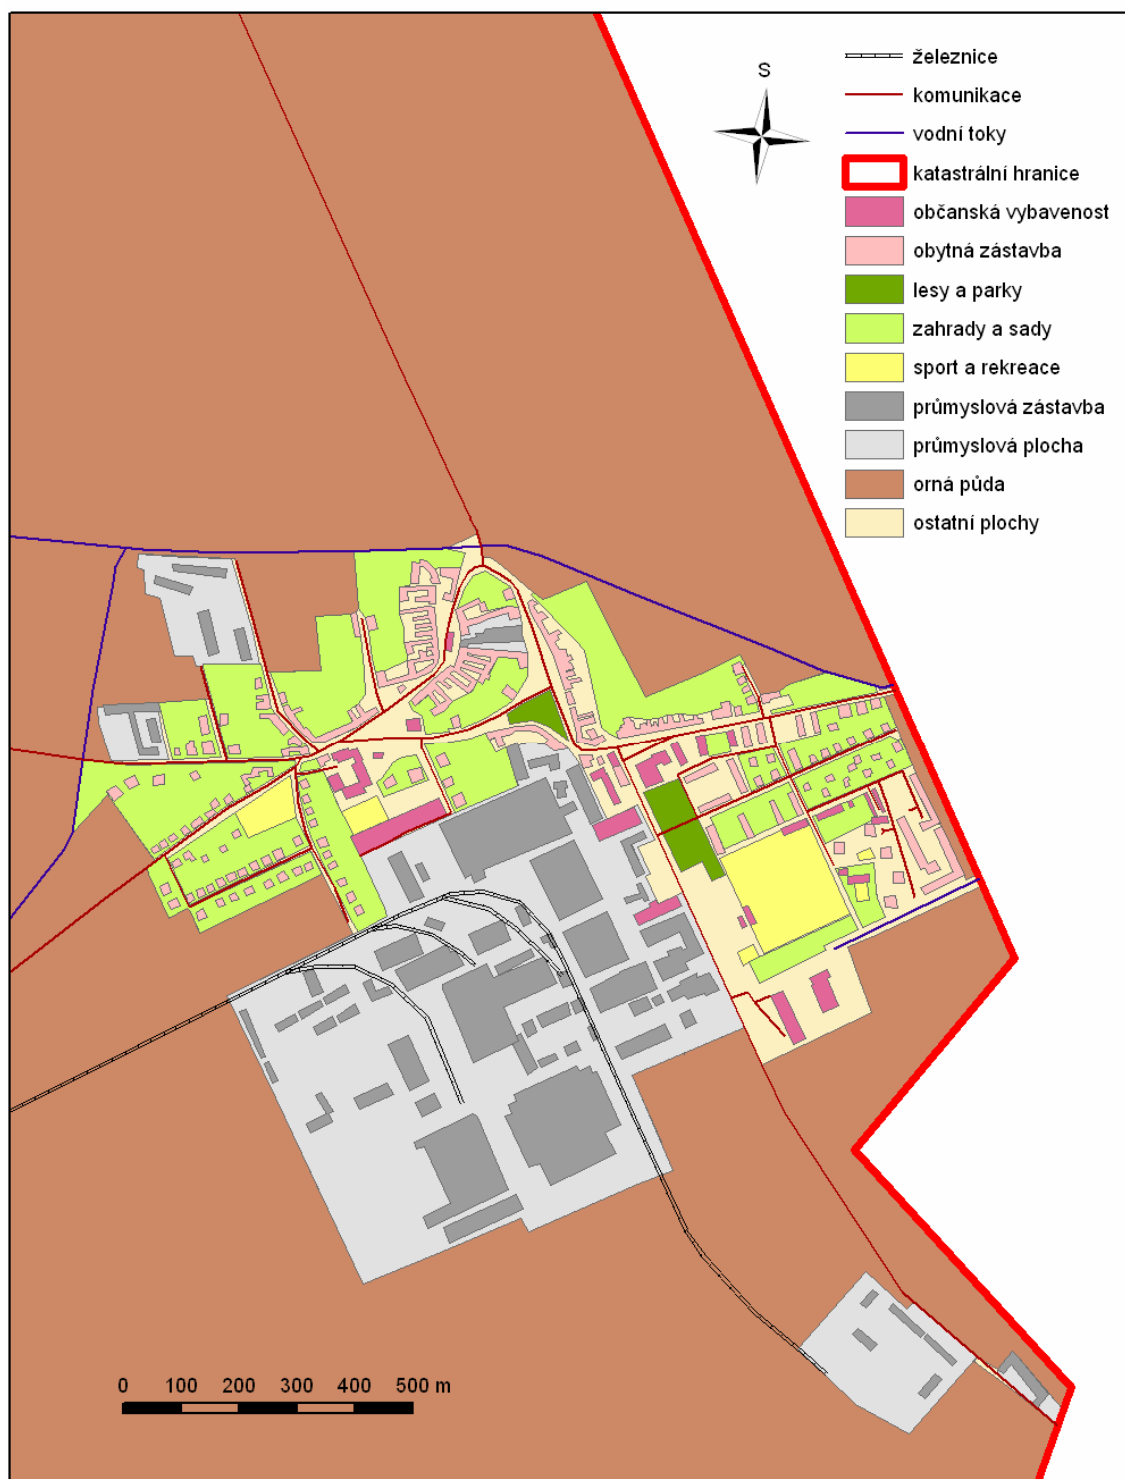 S
železnice
komunikace
vodní toky
katastrální hranice
občanská vybavenost
obytná zástavba
lesy a parky
zahrady a sady
sport a rekreace
průmyslová zástavba
průmyslová plocha
orná půda
ostatní plochy
0 100 200 300 400 500 m